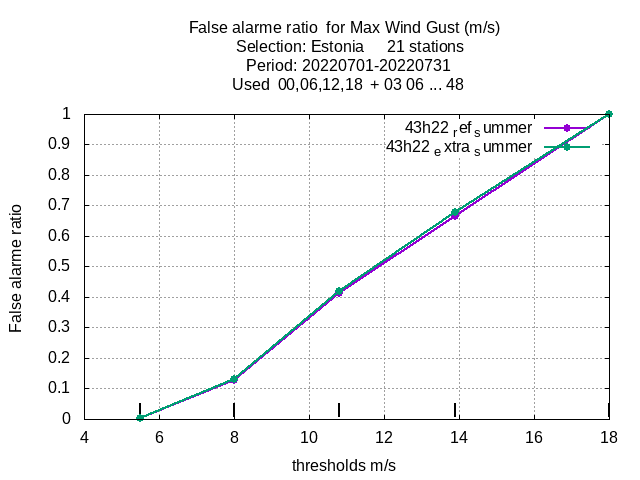 False alarme ratio  for Max Wind Gust (m/s)
Selection: Estonia     21 stations
Period: 20220701-20220731
Used  00,06,12,18  + 03 06 ... 48
43h22 ref summer
43h22 extra summer
False alarme ratio
1
0.9
0.8
0.7
0.6
0.5
0.4
0.3
0.2
0.1
0
4 6 8 10 12 14 16 18
thresholds m/s